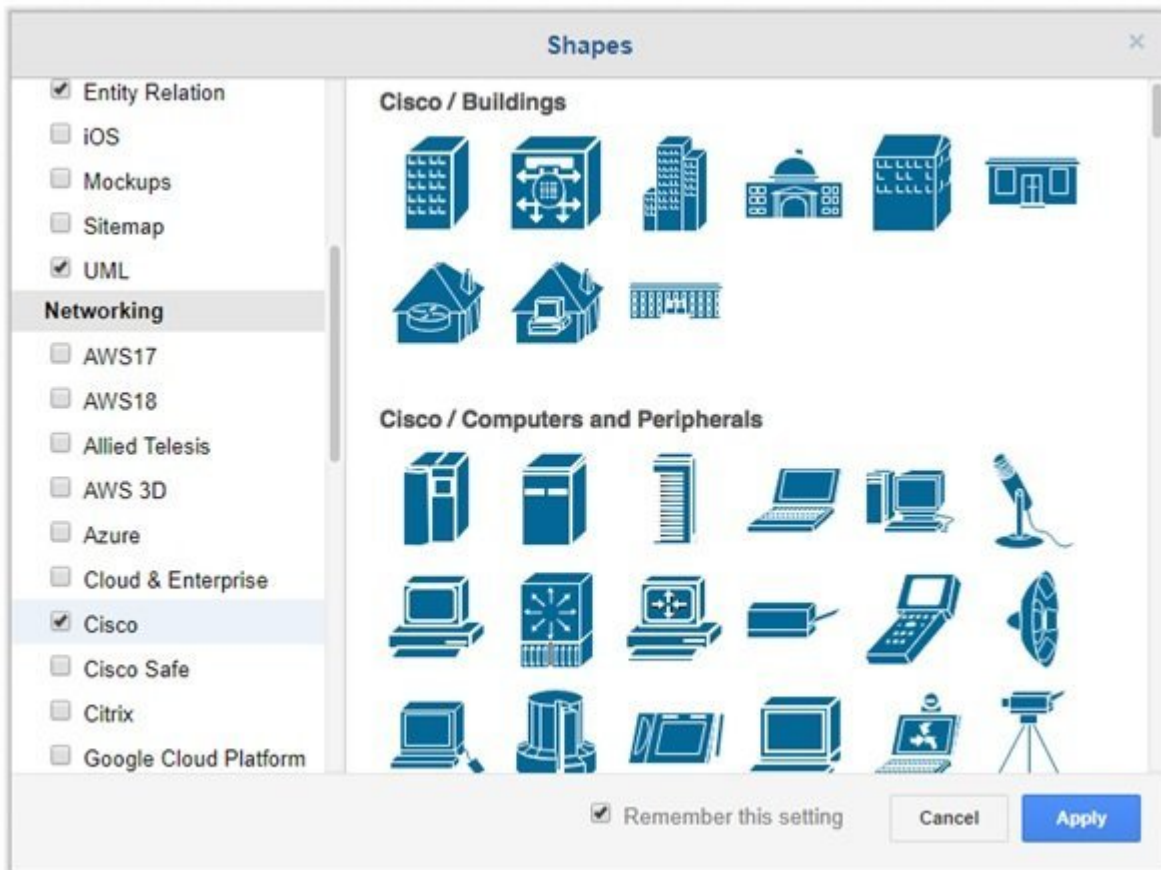 Shapes
Entity Relation
iOS
Mockups
Sitemap
UML
Networking
AWS17
AWS18
Allied Telesis
AWS 3D
Azure
Cloud & Enterprise
Cisco
Cisco Safe
Citrix
Google Cloud Platform
Cisco / Buildings
Cisco / Computers and Peripherals
Remember this setting
Cancel
Apply